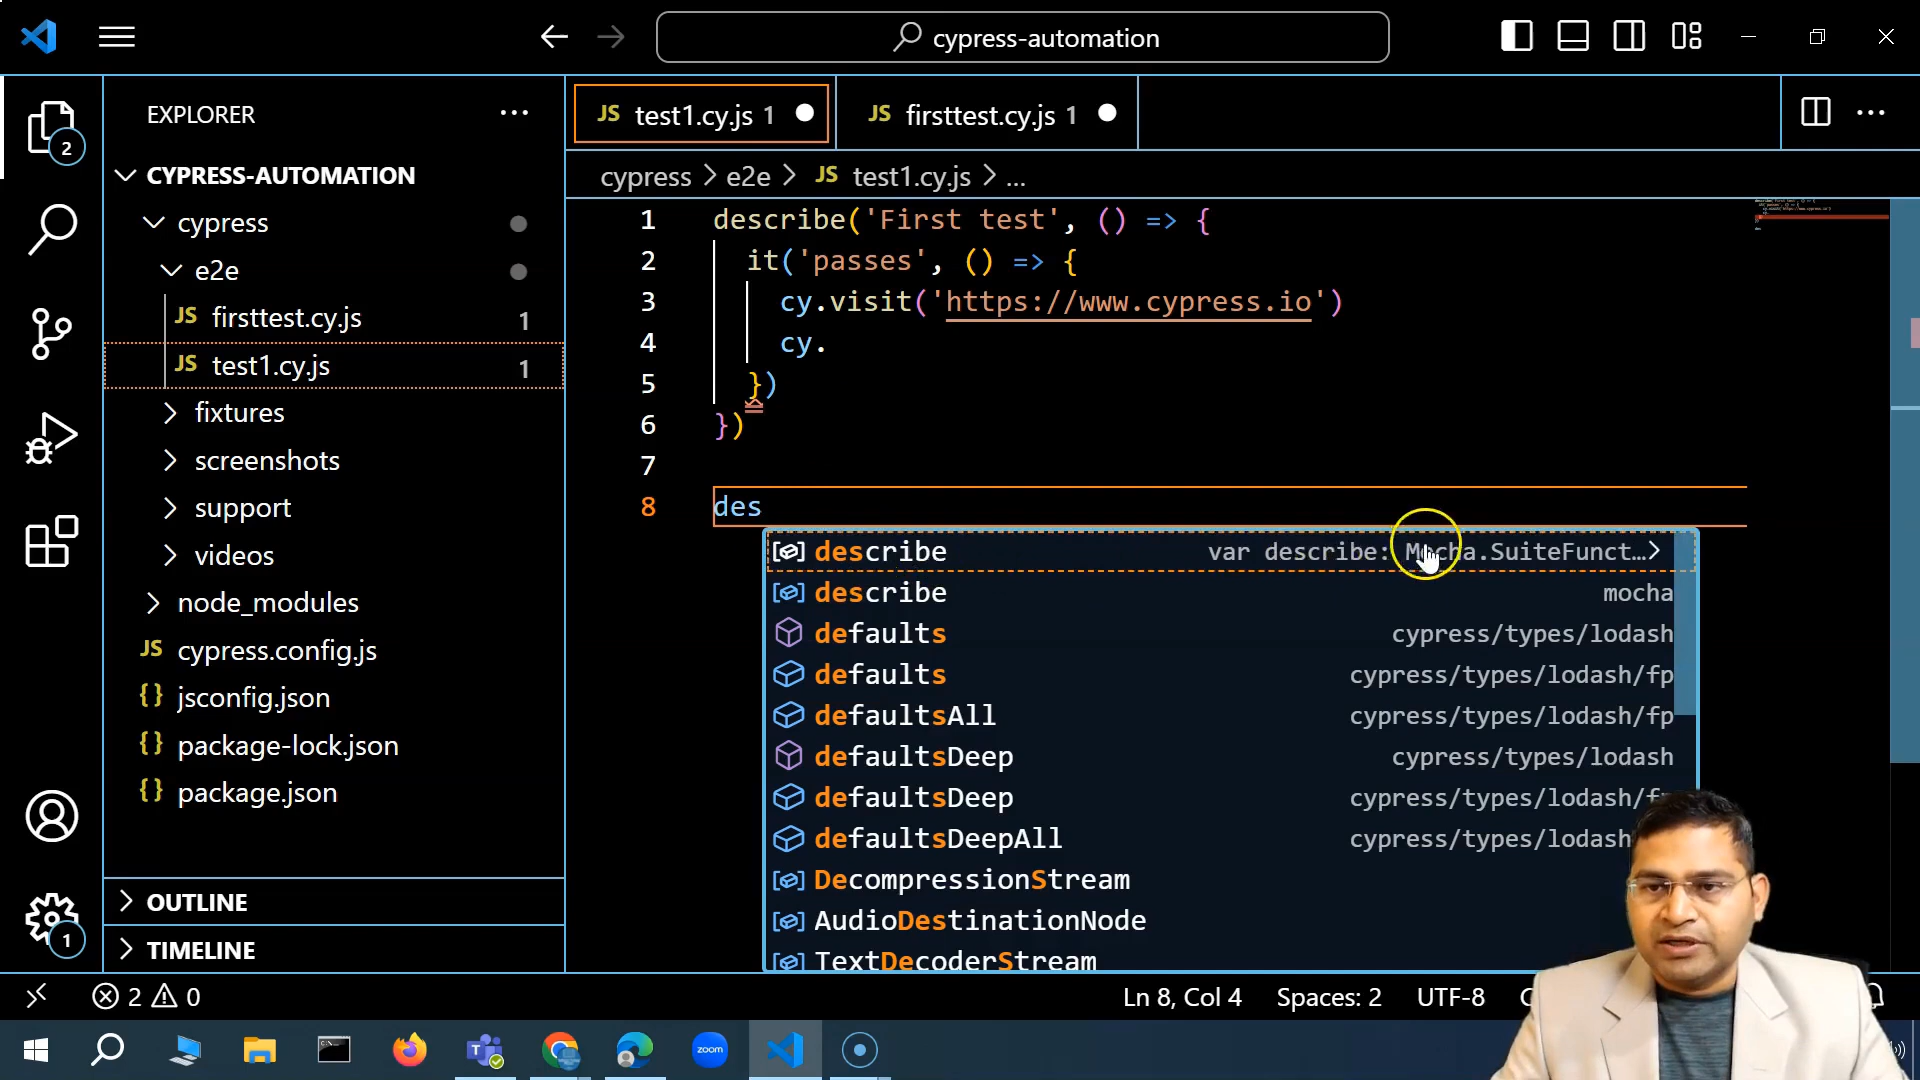 cypress-automation
EXPLORER
JS test1.cy.js 1
JS firsttest.cy.js 1
2
CYPRESS-AUTOMATION
cypress > e2e > JS test1.cy.js > ...
cypress
e2e
JS firsttest.cy.js 1
JS test1.cy.js 1
fixtures
screenshots
support
videos
node_modules
JS cypress.config.js
{} jsconfig.json
{} package-lock.json
{} package.json
OUTLINE
TIMELINE
1
1 describe('First test', () => {
2 it('passes', () => {
3 cy.visit('https://www.cypress.io')
4 cy.
5 })
6 })
7
8 des
describe var describe: Mocha.SuiteFunct...>
describe mocha
defaults cypress/types/lodash
defaults cypress/types/lodash/fp
defaultsAll cypress/types/lodash/fp
defaultsDeep cypress/types/lodash
defaultsDeep cypress/types/lodash/fp
defaultsDeepAll cypress/types/lodash
DecompressionStream
AudioDestinationNode
TextDecoderStream
2 0
Ln 8, Col 4 Spaces: 2 UTF-8
zoom